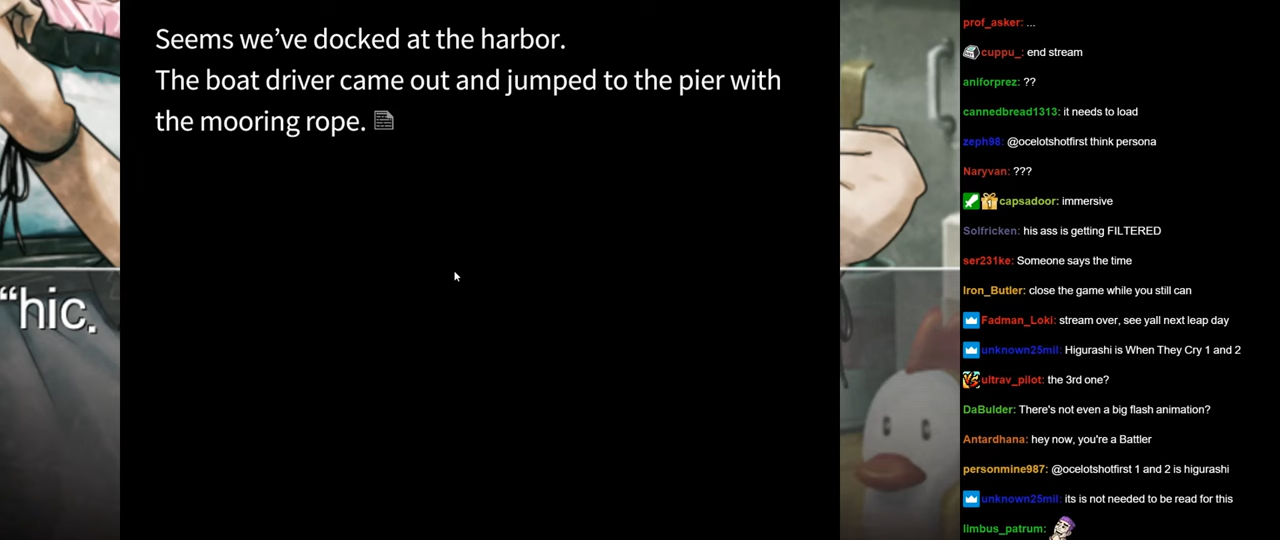 Seems we’ve docked at the harbor.
The boat driver came out and jumped to the pier with
the mooring rope.
“hic.
prof_asker: ...
cuppu_: end stream
aniforprez: ??
cannedbread1313: it needs to load
zeph98: @ocelotshotfirst think persona
Naryvan: ???
capsadoor: immersive
Solfricken: his ass is getting FILTERED
ser231ke: Someone says the time
Iron_Butler: close the game while you still can
Fadman_Loki: stream over, see yall next leap day
unknown25mil: Higurashi is When They Cry 1 and 2
ultrav_pilot: the 3rd one?
DaBulder: There's not even a big flash animation?
Antardhana: hey now, you're a Battler
personmine987: @ocelotshotfirst 1 and 2 is higurashi
unknown25mil: its is not needed to be read for this
limbus_patrum: